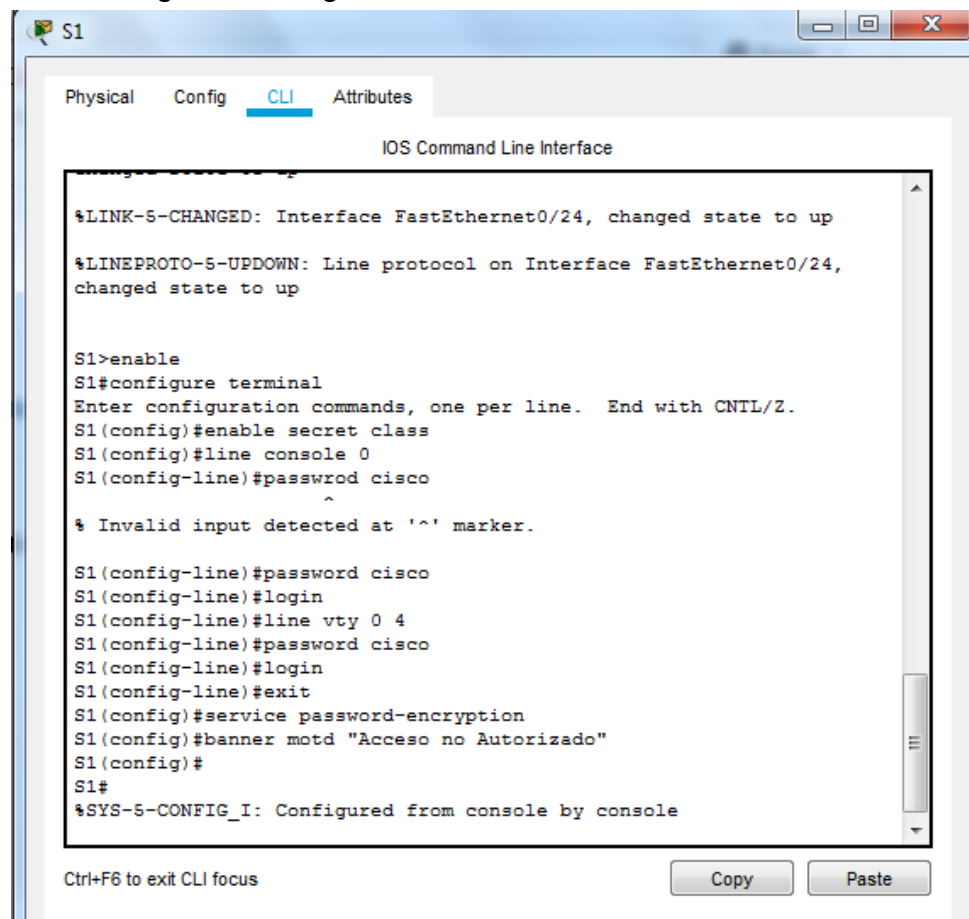 S1
Physical Config CLI Attributes
IOS Command Line Interface
%LINK-5-CHANGED: Interface FastEthernet0/24, changed state to up
%LINEPROTO-5-UPDOWN: Line protocol on Interface FastEthernet0/24,
changed state to up
S1>enable
S1#configure terminal
Enter configuration commands, one per line.  End with CNTL/Z.
S1(config)#enable secret class
S1(config)#line console 0
S1(config-line)#passwrod cisco
^
% Invalid input detected at '^' marker.
S1(config-line)#password cisco
S1(config-line)#login
S1(config-line)#line vty 0 4
S1(config-line)#password cisco
S1(config-line)#login
S1(config-line)#exit
S1(config)#service password-encryption
S1(config)#banner motd "Acceso no Autorizado"
S1(config)#
S1#
%SYS-5-CONFIG_I: Configured from console by console
Ctrl+F6 to exit CLI focus
Copy Paste